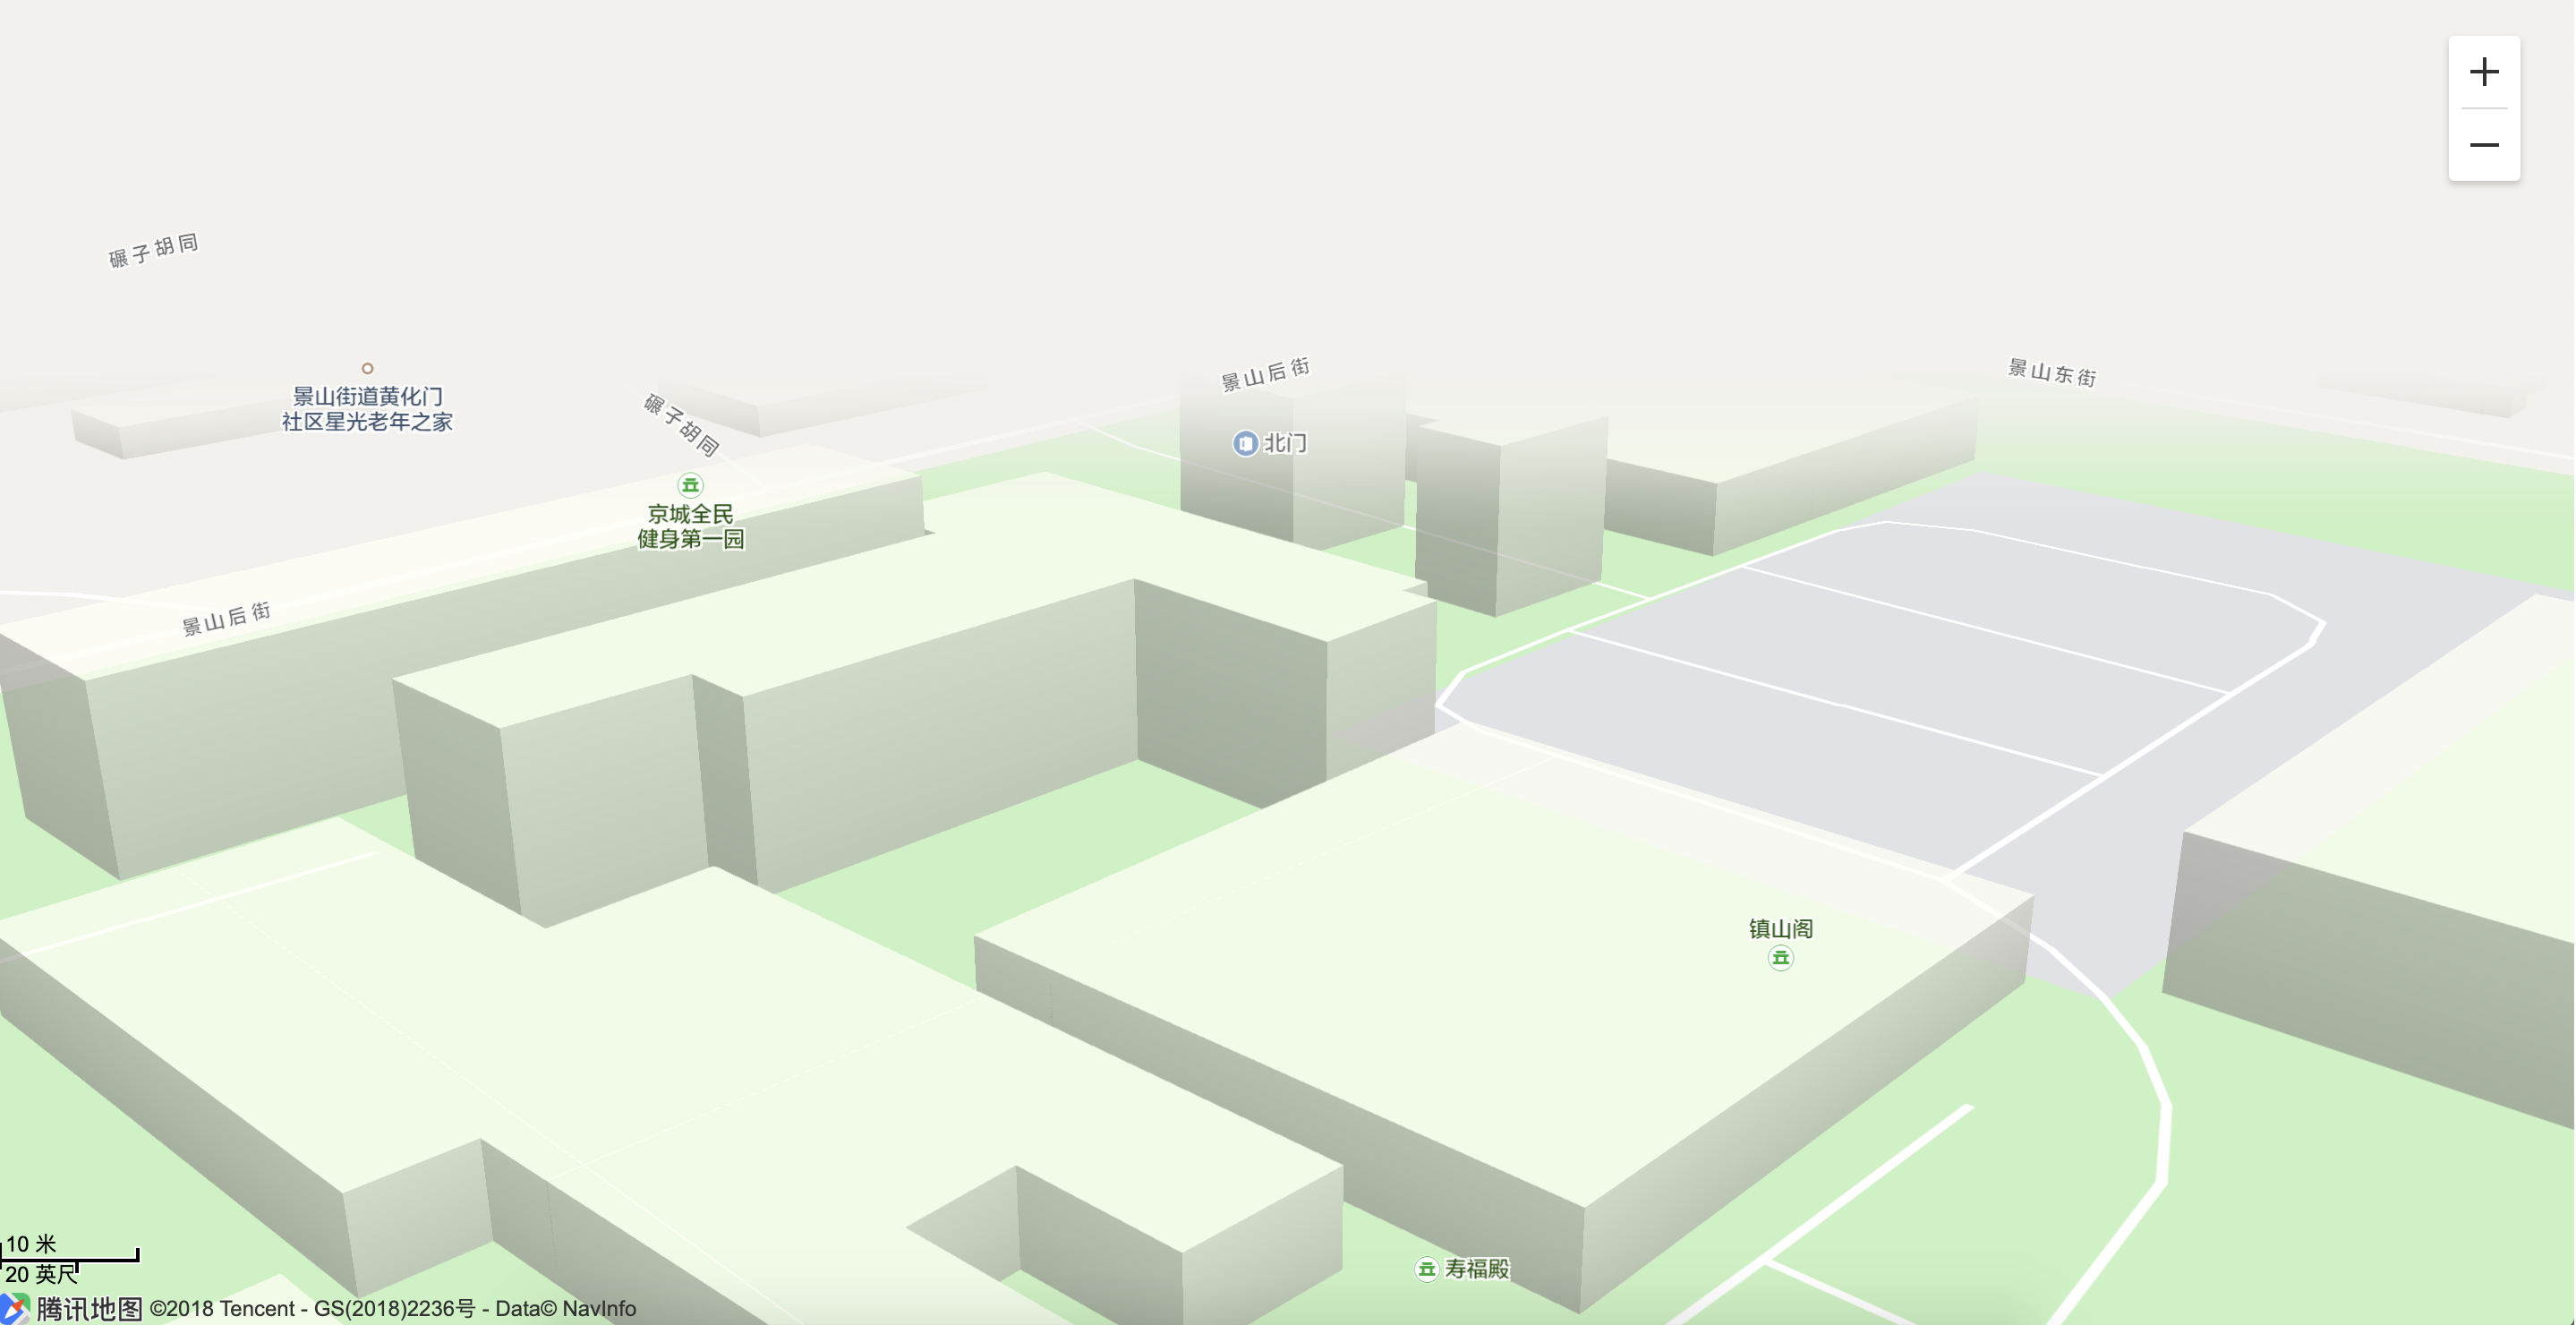 碾子胡同
景山街道黄化门
社区星光老年之家
碾子胡同
景山后街
景山东街
北门
京城全民
健身第一园
景山后街
镇山阁
寿福殿
10 米
20 英尺
腾讯地图 ©2018 Tencent - GS(2018)2236号 - Data© NavInfo